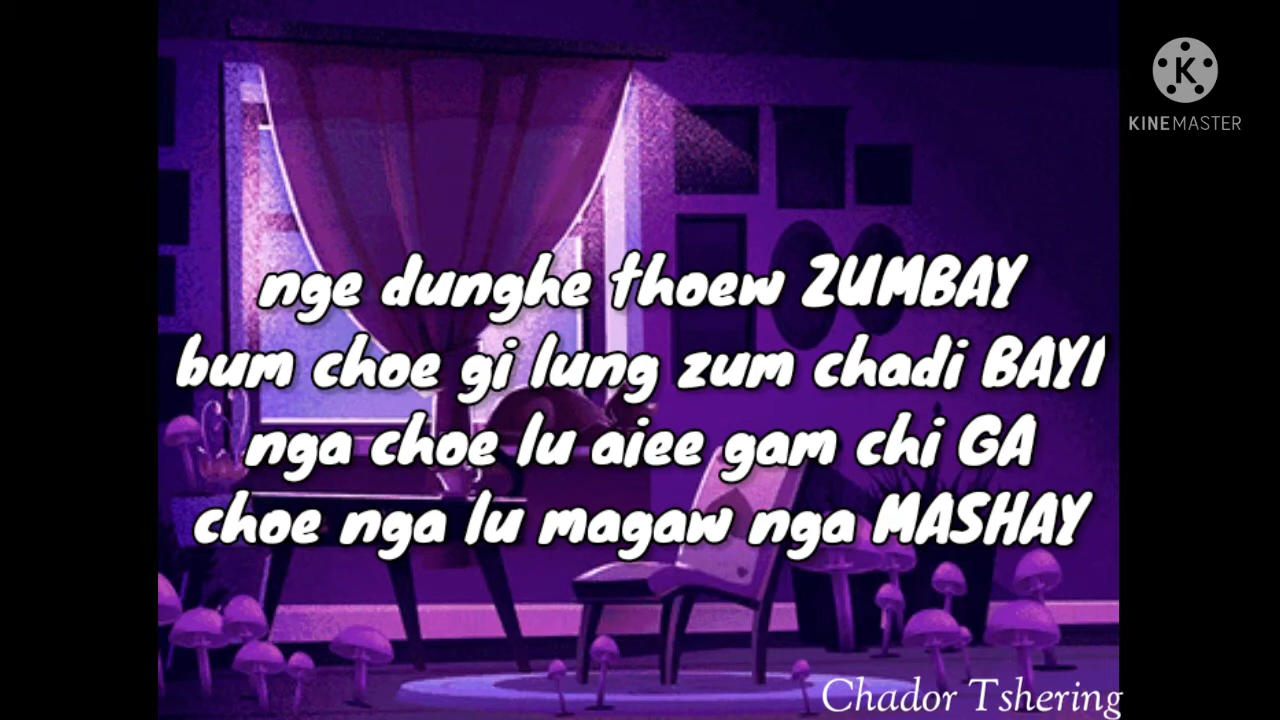 KINEMASTER
nge dunghe thoew ZUMBAY
bum choe gi lung zum chadi BAYI
nga choe lu aiee gam chi GA
choe nga lu magaw nga MASHAY
Chador Tshering